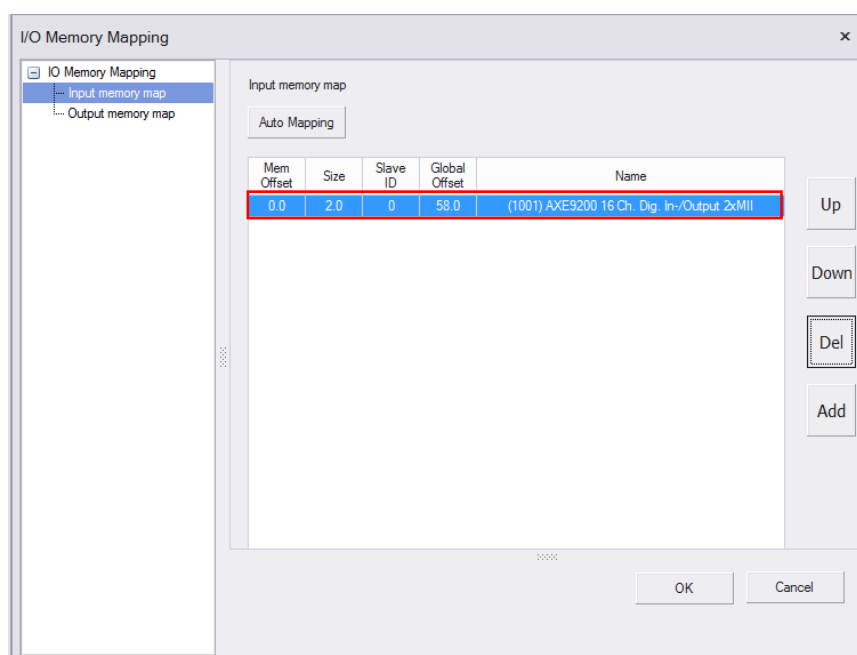 I/O Memory Mapping
×
IO Memory Mapping
Input memory map
Output memory map
Input memory map
Auto Mapping
Mem Offset Size Slave ID Global Offset Name
0.0 2.0 0 58.0 (1001) AXE9200 16 Ch. Dig. In-/Output 2xMII
Up
Down
Del
Add
OK Cancel